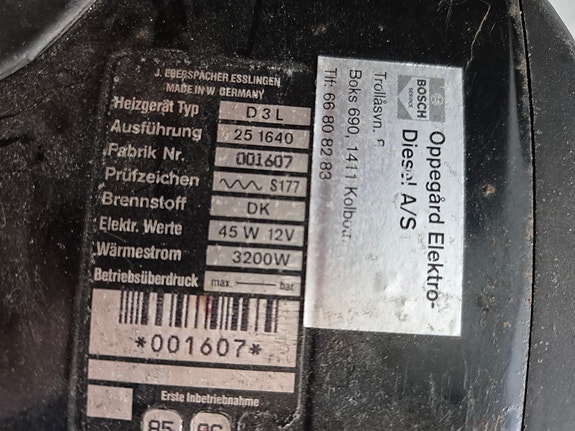 J. EBERSPÄCHER ESSLINGEN
MADE IN W. GERMANY
Heizgerät Typ D 3 L
Ausführung 25 1640
Fabrik Nr. 001607
Prüfzeichen S177
Brennstoff DK
Elektr. Werte 45 W 12V
Wärmestrom 3200W
Betriebsüberdruck max. bar
*001607*
Erste Inbetriebnahme
85 86
BOSCH
SERVICE
Oppegård Elektro-
Diesel A/S
Trollåsvn.
Boks 690, 1411 Kolbotn
Tlf: 66 80 82 83